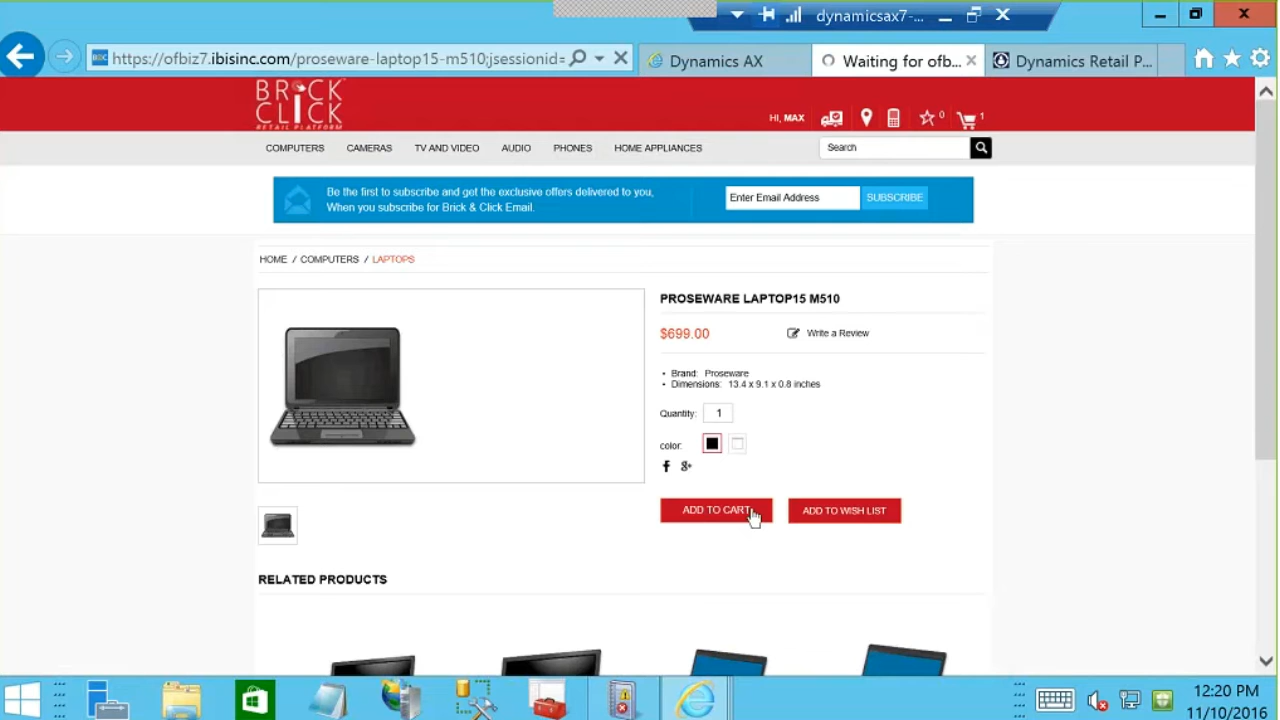 dynamicsax7-...
https://ofbiz7.ibisinc.com/proseware-laptop15-m510;jsessionid=
Dynamics AX
Waiting for ofb...
Dynamics Retail P...
BRICK
CLICK
RETAIL PLATFORM
HI, MAX
0
1
COMPUTERS
CAMERAS
TV AND VIDEO
AUDIO
PHONES
HOME APPLIANCES
Search
Be the first to subscribe and get the exclusive offers delivered to you,
When you subscribe for Brick & Click Email.
Enter Email Address
SUBSCRIBE
HOME / COMPUTERS / LAPTOPS
PROSEWARE LAPTOP15 M510
$699.00
Write a Review
• Brand: Proseware
• Dimensions: 13.4 x 9.1 x 0.8 inches
Quantity: 1
color:
ADD TO CART
ADD TO WISH LIST
RELATED PRODUCTS
12:20 PM
11/10/2016